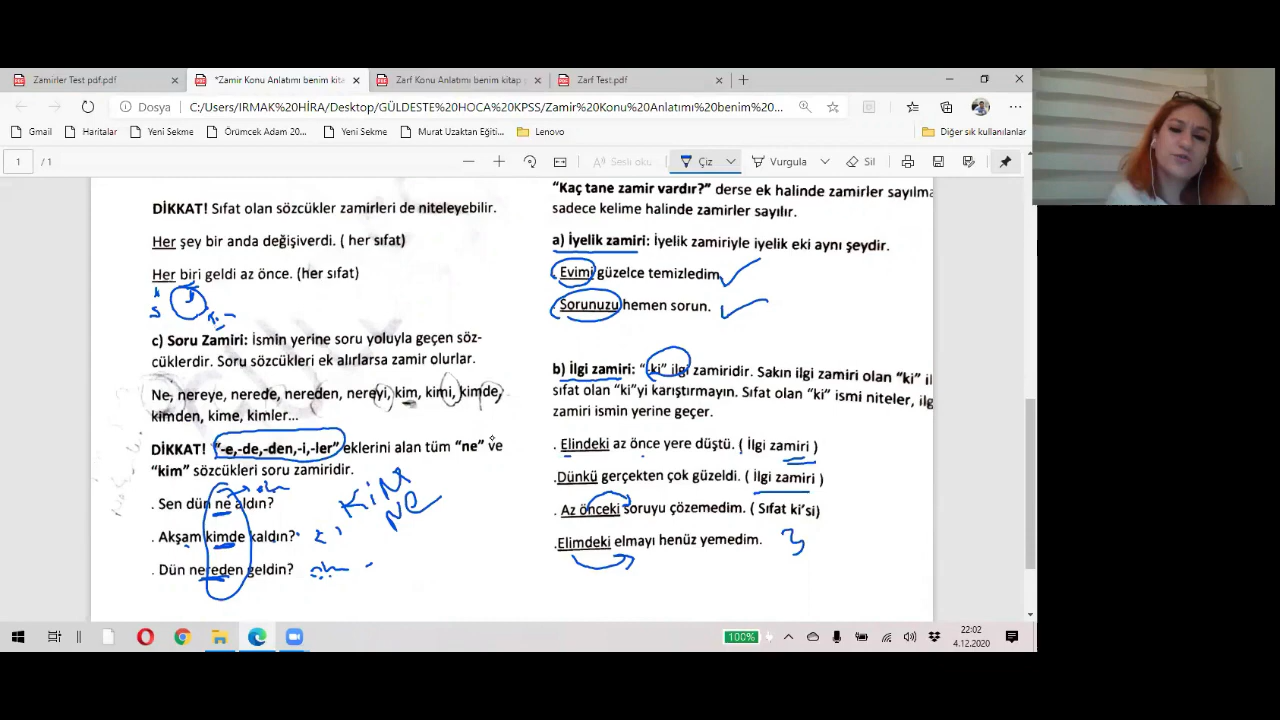 Zamirler Test pdf.pdf
*Zamir Konu Anlatımı benim kita
Zarf Konu Anlatımı benim kitap
Zarf Test.pdf
Dosya
C:/Users/IRMAK%20HİRA/Desktop/GÜLDESTE%20HOCA%20KPSS/Zamir%20Konu%20Anlatımı%20benim%20...
Gmail
Haritalar
Yeni Sekme
Örümcek Adam 20...
Yeni Sekme
Murat Uzaktan Eğiti...
Lenovo
Diğer sık kullanılanlar
1 / 1
Sesli oku
Çiz
Vurgula
Sil
DİKKAT! Sıfat olan sözcükler zamirleri de niteleyebilir.
Her şey bir anda değişiverdi. ( her sıfat)
Her biri geldi az önce. (her sıfat)
c) Soru Zamiri: İsmin yerine soru yoluyla geçen söz-
cüklerdir. Soru sözcükleri ek alırlarsa zamir olurlar.
Ne, nereye, nerede, nereden, nereyi, kim, kimi, kimde,
kimden, kime, kimler...
DİKKAT! "-e,-de,-den,-i,-ler" eklerini alan tüm "ne" ve
"kim" sözcükleri soru zamiridir.
. Sen dün ne aldın?
. Akşam kimde kaldın?
. Dün nereden geldin?
KiM
NE
"Kaç tane zamir vardır?" derse ek halinde zamirler sayılma
sadece kelime halinde zamirler sayılır.
a) İyelik zamiri: İyelik zamiriyle iyelik eki aynı şeydir.
. Evimi güzelce temizledim.
. Sorunuzu hemen sorun.
b) İlgi zamiri: "-ki" ilgi zamiridir. Sakın ilgi zamiri olan "ki" il
sıfat olan "ki"yi karıştırmayın. Sıfat olan "ki" ismi niteler, ilg
zamiri ismin yerine geçer.
. Elindeki az önce yere düştü. ( İlgi zamiri )
.Dünkü gerçekten çok güzeldi. ( İlgi zamiri )
. Az önceki soruyu çözemedim. ( Sıfat ki'si)
.Elimdeki elmayı henüz yemedim.
100%
22:02
4.12.2020